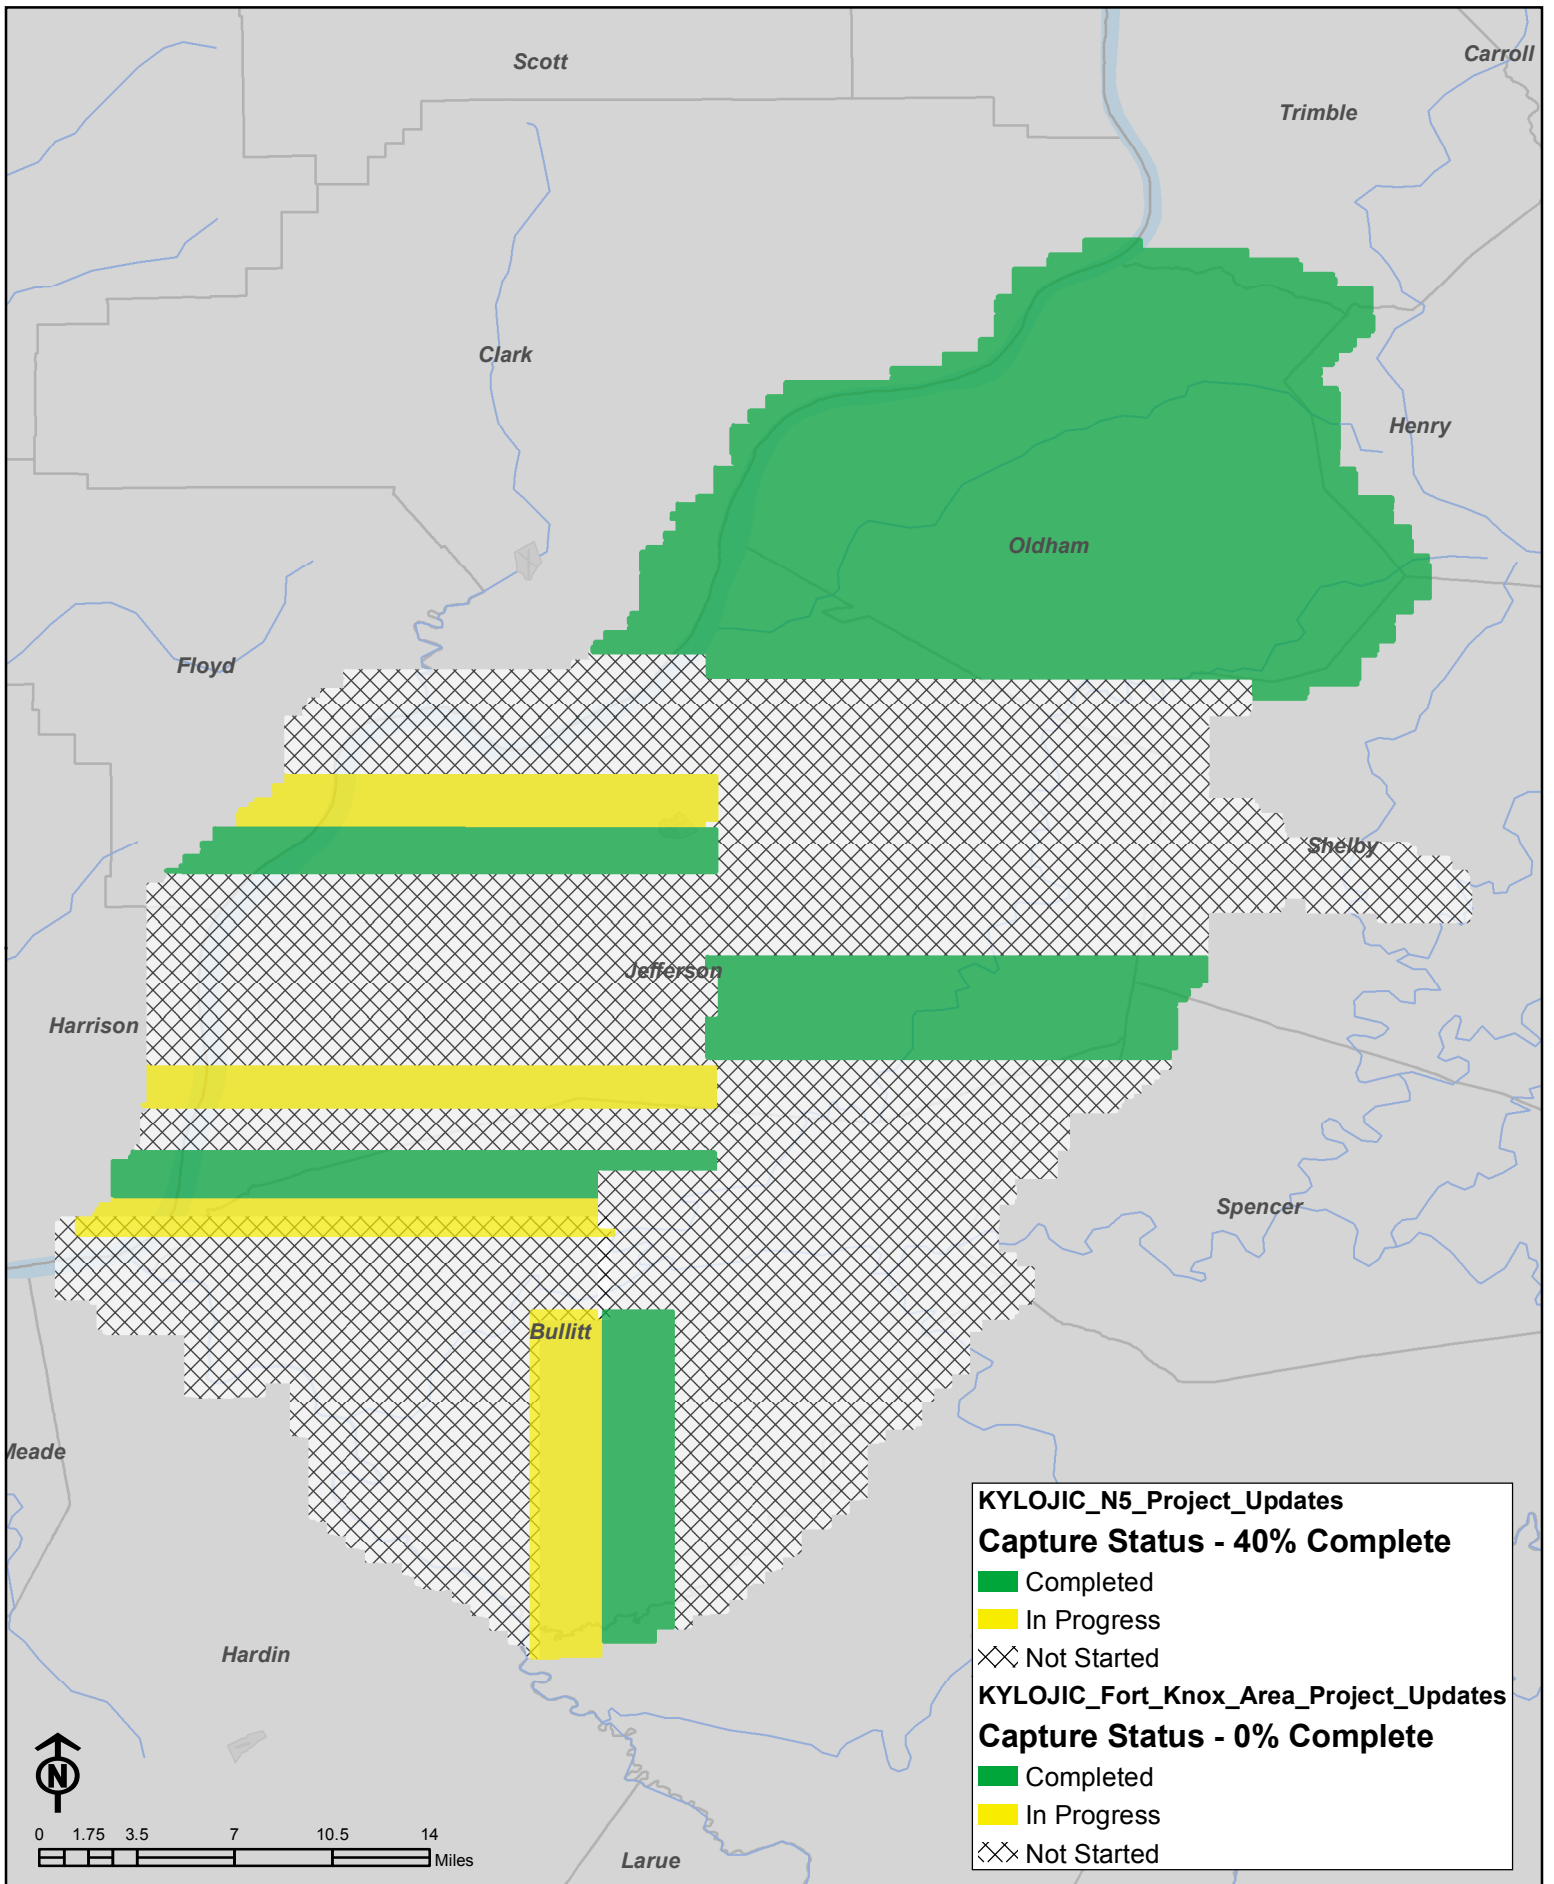 Scott
Carroll
Trimble
Clark
Henry
Oldham
Floyd
Shelby
Jefferson
Harrison
Spencer
Bullitt
Meade
Hardin
Larue
KYLOJIC_N5_Project_Updates
Capture Status - 40% Complete
Completed
In Progress
Not Started
KYLOJIC_Fort_Knox_Area_Project_Updates
Capture Status - 0% Complete
Completed
In Progress
Not Started
N
0 1.75 3.5 7 10.5 14
Miles